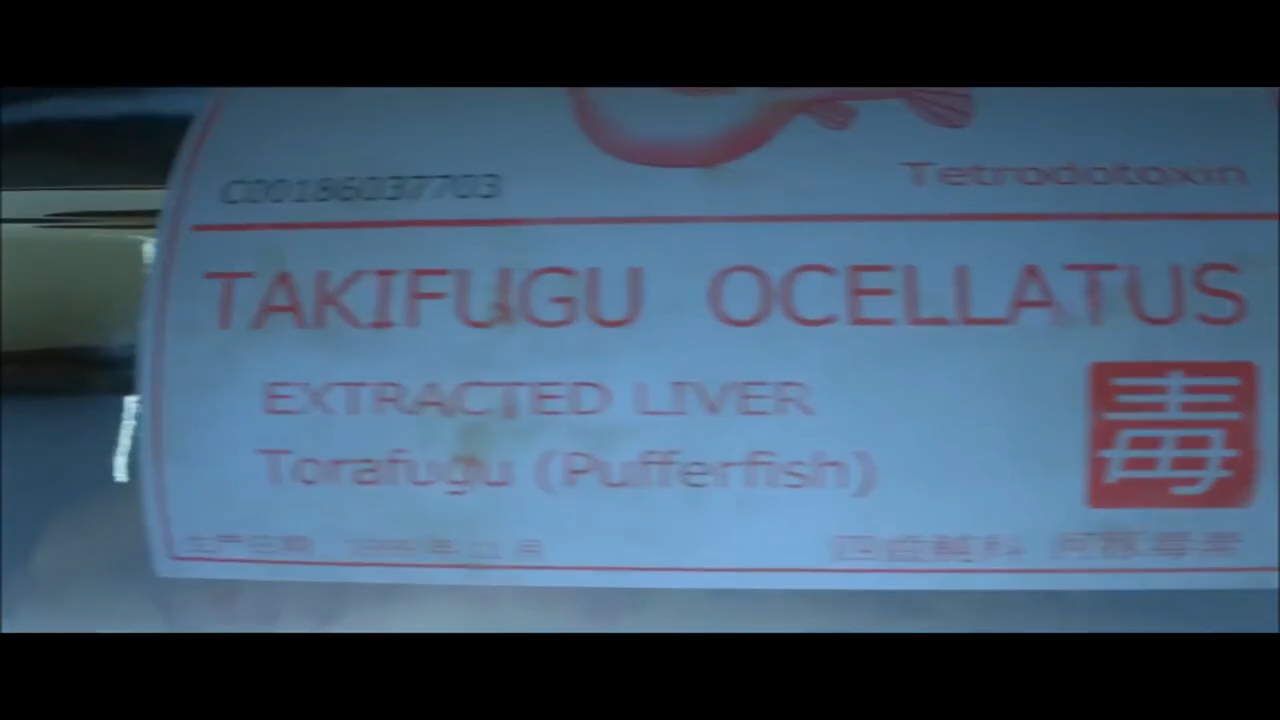 C00186037703
Tetrodotoxin
TAKIFUGU OCELLATUS
EXTRACTED LIVER
Torafugu (Pufferfish)
毒